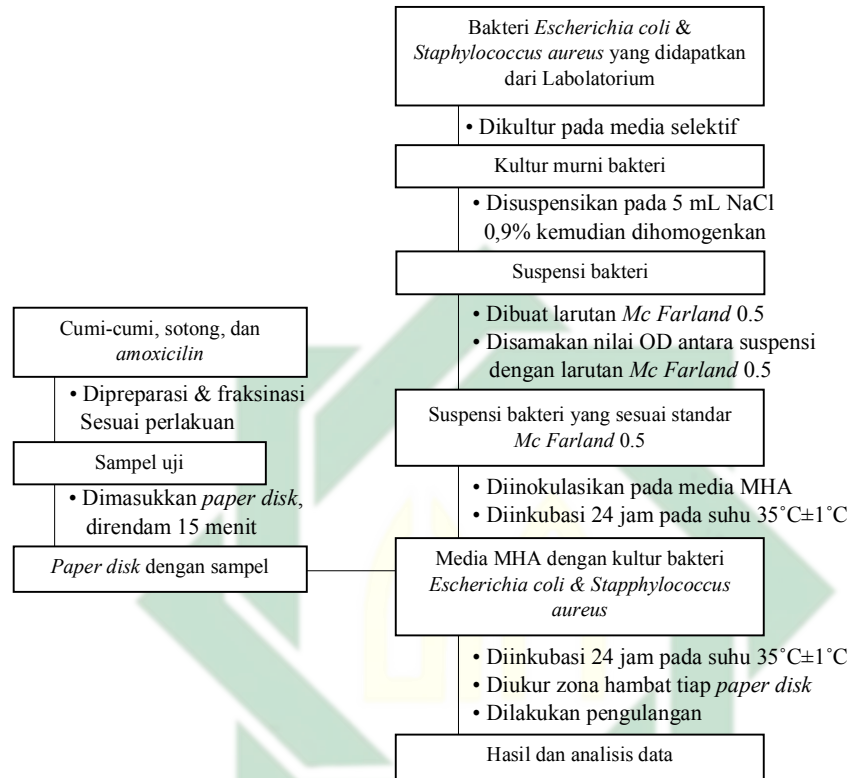 Bakteri Escherichia coli &
Staphylococcus aureus yang didapatkan
dari Labolatorium
• Dikultur pada media selektif
Kultur murni bakteri
• Disuspensikan pada 5 mL NaCl
0,9% kemudian dihomogenkan
Suspensi bakteri
• Dibuat larutan Mc Farland 0.5
• Disamakan nilai OD antara suspensi
dengan larutan Mc Farland 0.5
Suspensi bakteri yang sesuai standar
Mc Farland 0.5
• Diinokulasikan pada media MHA
• Diinkubasi 24 jam pada suhu 35˚C±1˚C
Cumi-cumi, sotong, dan
amoxicilin
• Dipreparasi & fraksinasi
Sesuai perlakuan
Sampel uji
• Dimasukkan paper disk,
direndam 15 menit
Paper disk dengan sampel
Media MHA dengan kultur bakteri
Escherichia coli & Stapphylococcus
aureus
• Diinkubasi 24 jam pada suhu 35˚C±1˚C
• Diukur zona hambat tiap paper disk
• Dilakukan pengulangan
Hasil dan analisis data